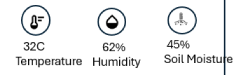 32C
Temperature
62%
Humidity
45%
Soil Moisture